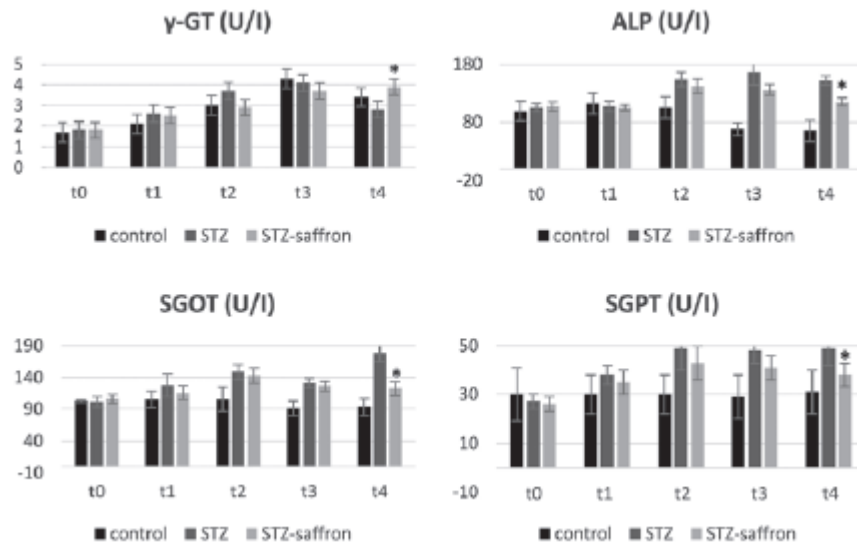 γ-GT (U/I)
5
4
3
2
1
0
*
t0 t1 t2 t3 t4
control STZ STZ-saffron
ALP (U/I)
180
80
-20
*
t0 t1 t2 t3 t4
control STZ STZ-saffron
SGOT (U/I)
190
140
90
40
-10
*
t0 t1 t2 t3 t4
control STZ STZ-saffron
SGPT (U/I)
50
30
10
-10
*
t0 t1 t2 t3 t4
control STZ STZ-saffron